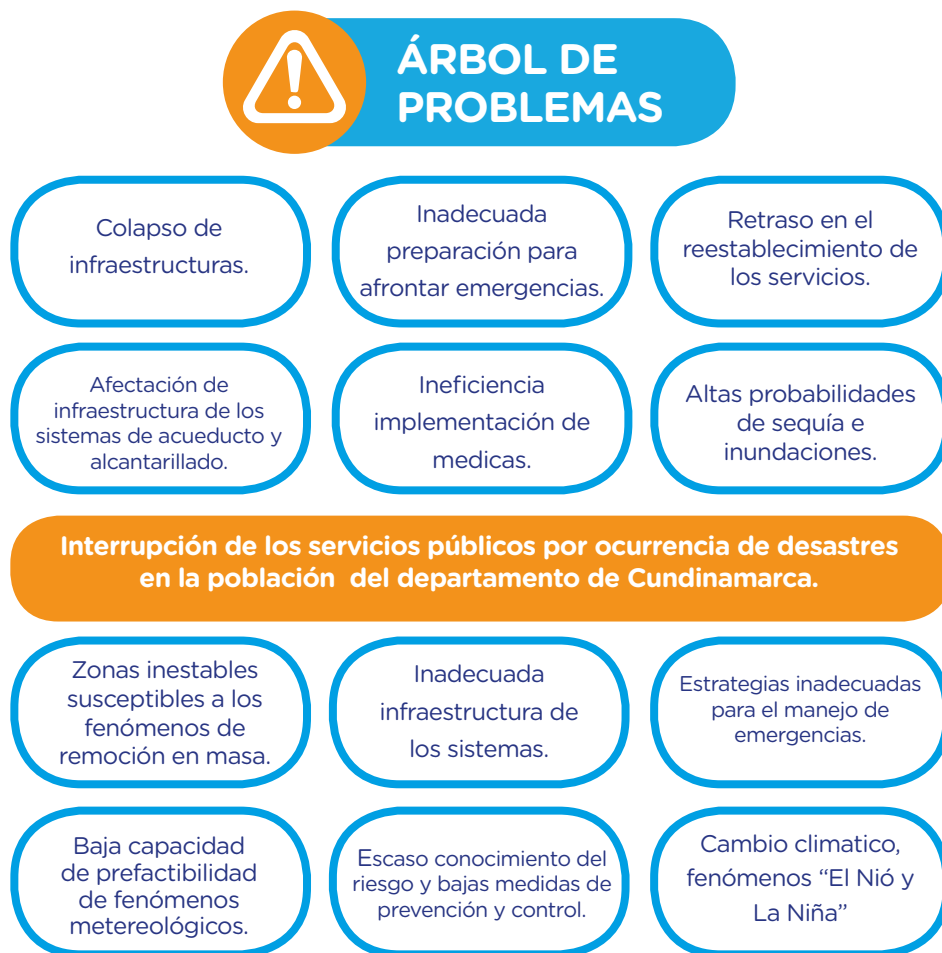 ÁRBOL DE
PROBLEMAS
Colapso de
infraestructuras.
Inadecuada
preparación para
afrontar emergencias.
Retraso en el
reestablecimiento de
los servicios.
Afectación de
infraestructura de los
sistemas de acueducto y
alcantarillado.
Ineficiencia
implementación de
medicas.
Altas probabilidades
de sequía e
inundaciones.
Interrupción de los servicios públicos por ocurrencia de desastres
en la población del departamento de Cundinamarca.
Zonas inestables
susceptibles a los
fenómenos de
remoción en masa.
Inadecuada
infraestructura de
los sistemas.
Estrategias inadecuadas
para el manejo de
emergencias.
Baja capacidad
de prefactibilidad
de fenómenos
metereológicos.
Escaso conocimiento del
riesgo y bajas medidas de
prevención y control.
Cambio climatico,
fenómenos “El Nió y
La Niña”